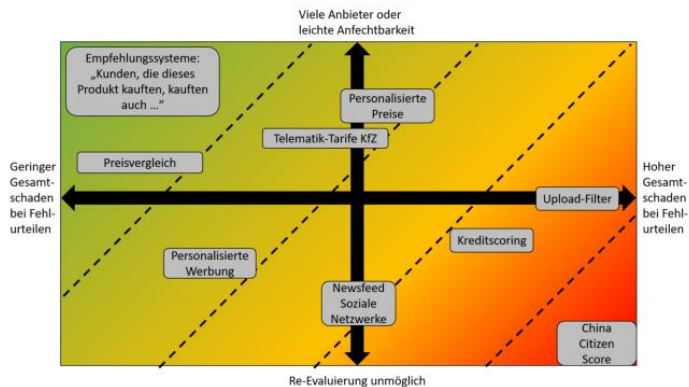 Viele Anbieter oder
leichte Anfechtbarkeit
Empfehlungssysteme:
„Kunden, die dieses
Produkt kauften, kauften
auch ...“
Personalisierte
Preise
Telematik-Tarife KfZ
Preisvergleich
Geringer
Gesamt-
schaden
bei Fehl-
urteilen
Hoher
Gesamt-
schaden
bei Fehl-
urteilen
Upload-Filter
Kreditscoring
Personalisierte
Werbung
Newsfeed
Soziale
Netzwerke
China
Citizen
Score
Re-Evaluierung unmöglich